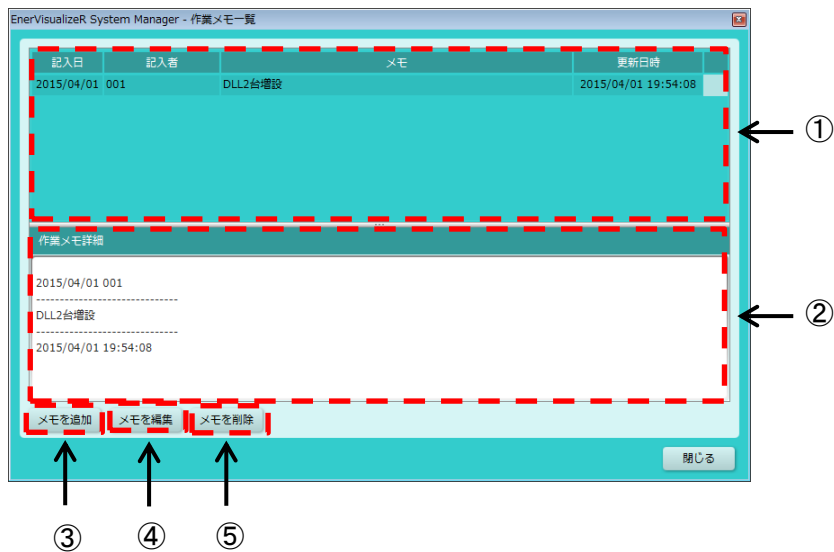 EnerVisualizeR System Manager - 作業メモ一覧
記入日 記入者 メモ 更新日時
2015/04/01 001 DLL2台増設 2015/04/01 19:54:08
①
作業メモ詳細
2015/04/01 001
------------------------------
DLL2台増設
------------------------------
2015/04/01 19:54:08
②
メモを追加 メモを編集 メモを削除
閉じる
③ ④ ⑤